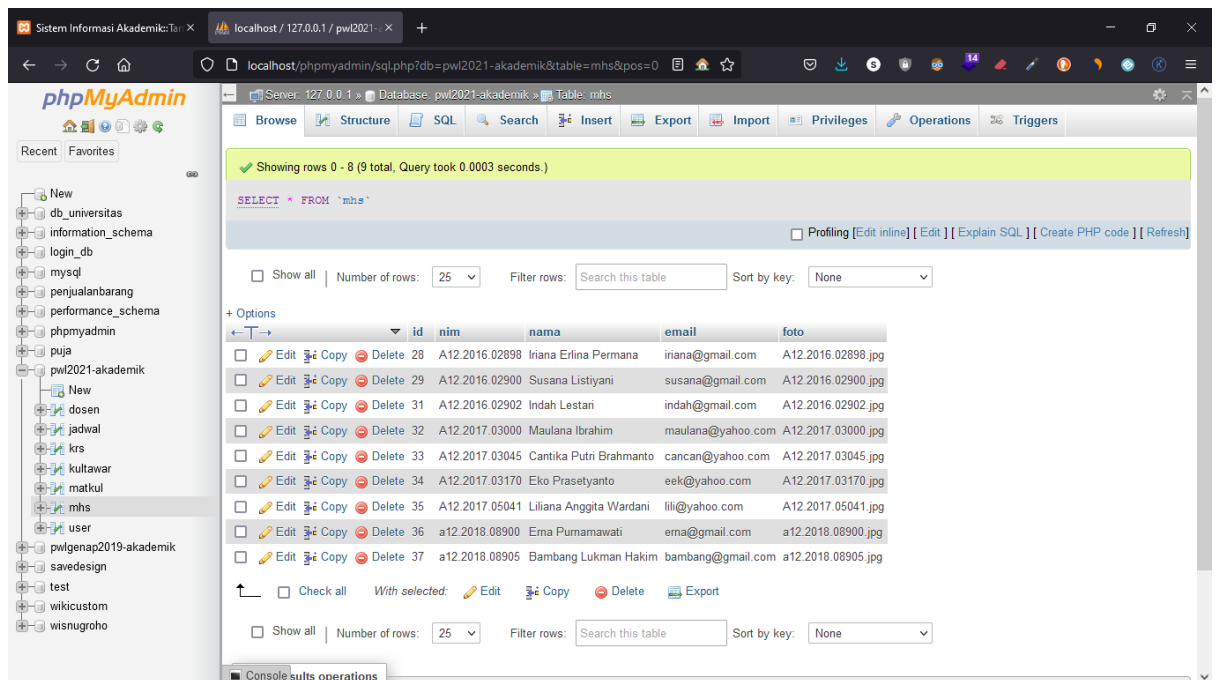 Sistem Informasi Akademik::Tan
localhost / 127.0.0.1 / pwl2021-a
localhost/phpmyadmin/sql.php?db=pwl2021-akademik&table=mhs&pos=0
14
phpMyAdmin
Recent Favorites
New
db_universitas
information_schema
login_db
mysql
penjualanbarang
performance_schema
phpmyadmin
puja
pwl2021-akademik
New
dosen
jadwal
krs
kultawar
matkul
mhs
user
pwlgenap2019-akademik
savedesign
test
wikicustom
wisnugroho
Server: 127.0.0.1 » Database: pwl2021-akademik » Table: mhs
Browse Structure SQL Search Insert Export Import Privileges Operations Triggers
Showing rows 0 - 8 (9 total, Query took 0.0003 seconds.)
SELECT * FROM `mhs`
Profiling [Edit inline] [ Edit ] [ Explain SQL ] [ Create PHP code ] [ Refresh]
Show all | Number of rows: 25 Filter rows: Search this table Sort by key: None
+ Options
←T→ id nim nama email foto
Edit Copy Delete 28 A12.2016.02898 Iriana Erlina Permana iriana@gmail.com A12.2016.02898.jpg
Edit Copy Delete 29 A12.2016.02900 Susana Listiyani susana@gmail.com A12.2016.02900.jpg
Edit Copy Delete 31 A12.2016.02902 Indah Lestari indah@gmail.com A12.2016.02902.jpg
Edit Copy Delete 32 A12.2017.03000 Maulana Ibrahim maulana@yahoo.com A12.2017.03000.jpg
Edit Copy Delete 33 A12.2017.03045 Cantika Putri Brahmanto cancan@yahoo.com A12.2017.03045.jpg
Edit Copy Delete 34 A12.2017.03170 Eko Prasetyanto eek@yahoo.com A12.2017.03170.jpg
Edit Copy Delete 35 A12.2017.05041 Liliana Anggita Wardani lili@yahoo.com A12.2017.05041.jpg
Edit Copy Delete 36 a12.2018.08900 Erna Purnamawati erna@gmail.com a12.2018.08900.jpg
Edit Copy Delete 37 a12.2018.08905 Bambang Lukman Hakim bambang@gmail.com a12.2018.08905.jpg
Check all With selected: Edit Copy Delete Export
Show all | Number of rows: 25 Filter rows: Search this table Sort by key: None
Console sults operations